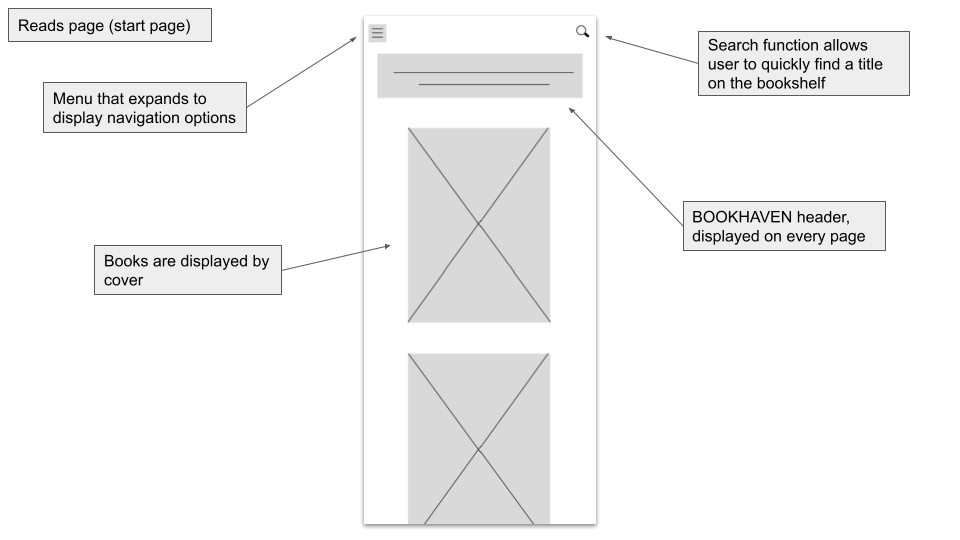 Reads page (start page)
Menu that expands to
display navigation options
Books are displayed by
cover
Search function allows
user to quickly find a title
on the bookshelf
BOOKHAVEN header,
displayed on every page